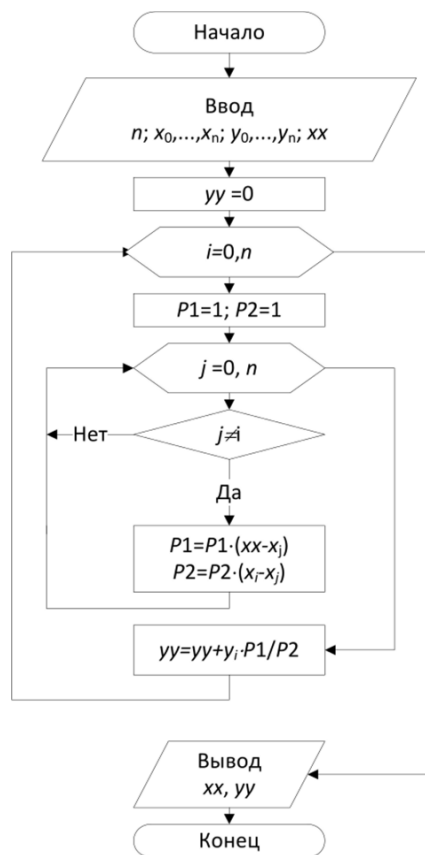 Начало
Ввод
n; x₀,...,xₙ; y₀,...,yₙ; xx
yy =0
i=0,n
P1=1; P2=1
j =0, n
Нет
j≠i
Да
P1=P1·(xx-xⱼ)
P2=P2·(xᵢ-xⱼ)
yy=yy+yᵢ·P1/P2
Вывод
xx, yy
Конец